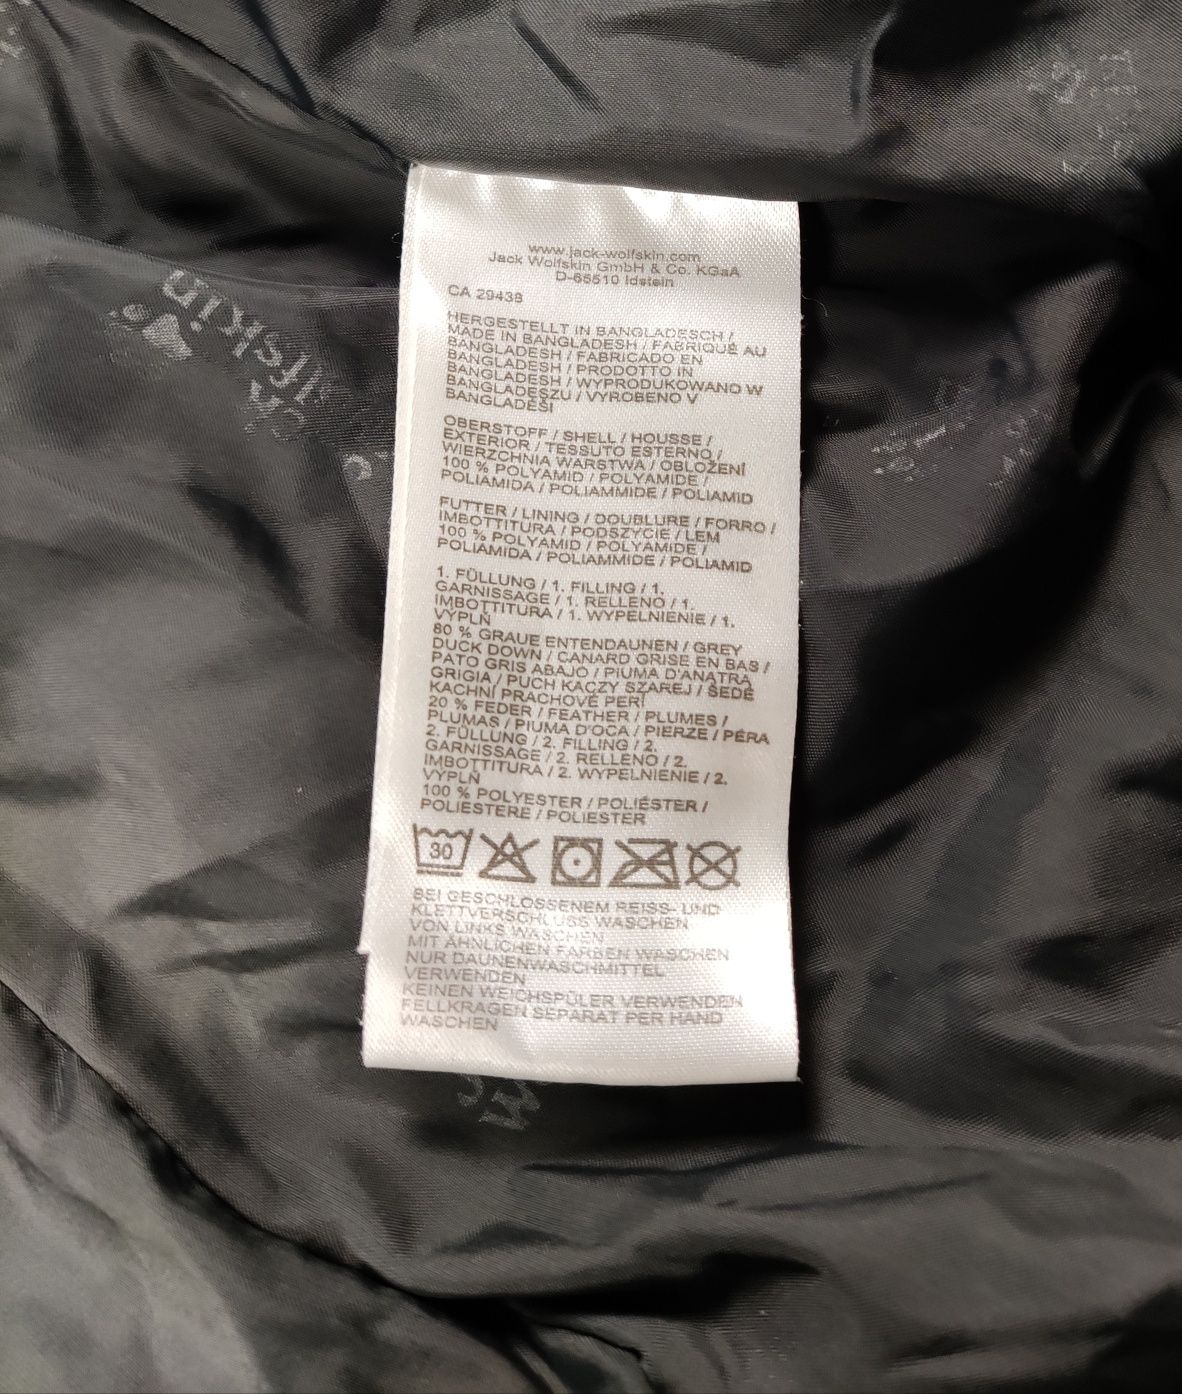 www.jack-wolfskin.com
Jack Wolfskin GmbH & Co. KGaA
D-65510 Idstein
CA 29438
HERGESTELLT IN BANGLADESCH /
MADE IN BANGLADESH / FABRIQUÉ AU
BANGLADESH / FABRICADO EN
BANGLADESH / PRODOTTO IN
BANGLADESH / WYPRODUKOWANO W
BANGLADESZU / VYROBENO V
BANGLADÉŠI
OBERSTOFF / SHELL / HOUSSE /
EXTERIOR / TESSUTO ESTERNO /
WIERZCHNIA WARSTWA / OBLOŽENÍ
100 % POLYAMID / POLYAMIDE /
POLIAMIDA / POLIAMMIDE / POLIAMID
FUTTER / LINING / DOUBLURE / FORRO /
IMBOTTITURA / PODSZYCIE / LEM
100 % POLYAMID / POLYAMIDE /
POLIAMIDA / POLIAMMIDE / POLIAMID
1. FÜLLUNG / 1. FILLING / 1.
GARNISSAGE / 1. RELLENO / 1.
IMBOTTITURA / 1. WYPEŁNIENIE / 1.
VÝPLŇ
80 % GRAUE ENTENDAUNEN / GREY
DUCK DOWN / CANARD GRISE EN BAS /
PATO GRIS ABAJO / PIUMA D'ANATRA
GRIGIA / PUCH KACZY SZAREJ / ŠEDÉ
KACHNÍ PRACHOVÉ PERÍ
20 % FEDER / FEATHER / PLUMES /
PLUMAS / PIUMA D'OCA / PIERZE / PÉRA
2. FÜLLUNG / 2. FILLING / 2.
GARNISSAGE / 2. RELLENO / 2.
IMBOTTITURA / 2. WYPEŁNIENIE / 2.
VÝPLŇ
100 % POLYESTER / POLIÉSTER /
POLIESTERE / POLIESTER
30
BEI GESCHLOSSENEM REISS- UND
KLETTVERSCHLUSS WASCHEN
VON LINKS WASCHEN
MIT ÄHNLICHEN FARBEN WASCHEN
NUR DAUNENWASCHMITTEL
VERWENDEN
KEINEN WEICHSPÜLER VERWENDEN
FELLKRAGEN SEPARAT PER HAND
WASCHEN